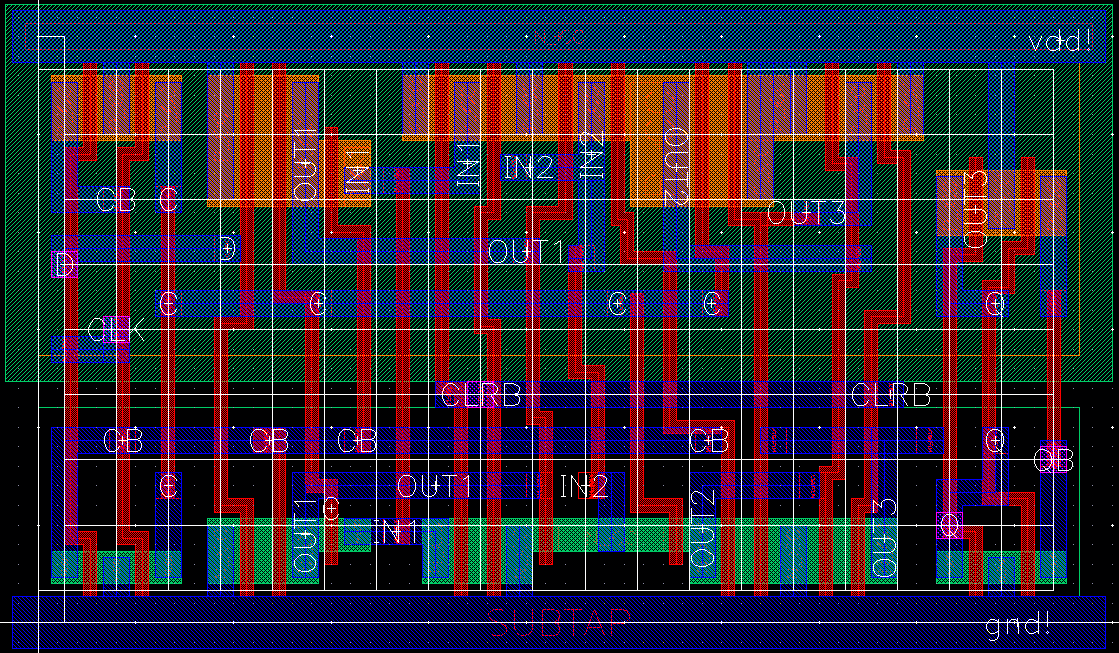 vdd!
OUT1
IN1
IN1
IN2
IN2
OUT2
CB
C
OUT3
OUT3
D
OUT1
D
C
C
C
C
Q
CLK
CLRB
CLRB
CB
CB
CB
CB
Q
QB
C
OUT1
IN2
OUT1
C
IN1
OUT2
OUT3
Q
SUBTAP
gnd!